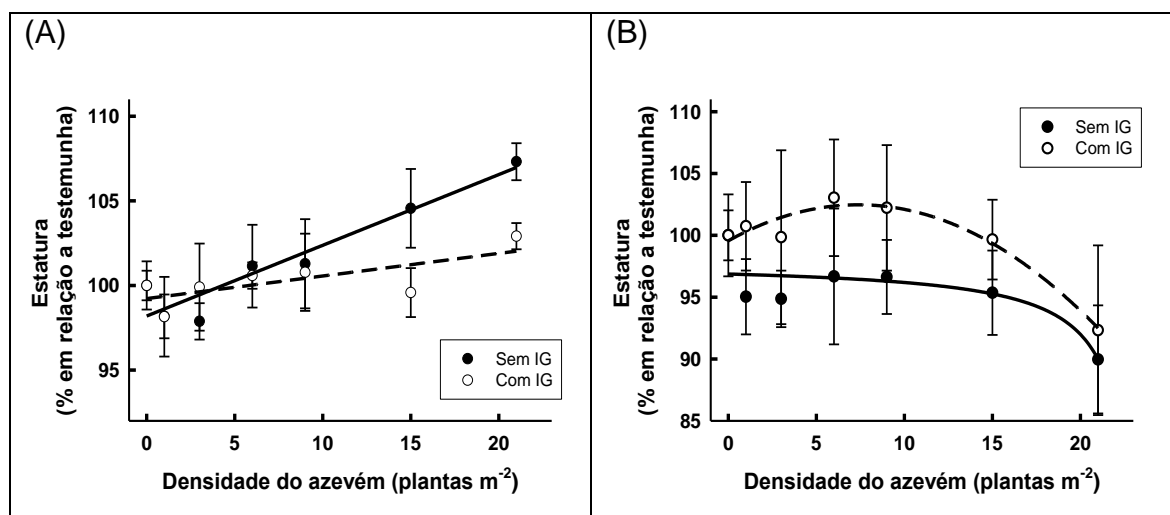 (A)
Estatura
(% em relação a testemunha)
110
105
100
95
Sem IG
Com IG
0 5 10 15 20
Densidade do azevém (plantas m-2)
(B)
Estatura
(% em relação a testemunha)
110
105
100
95
90
85
Sem IG
Com IG
0 5 10 15 20
Densidade do azevém (plantas m-2)